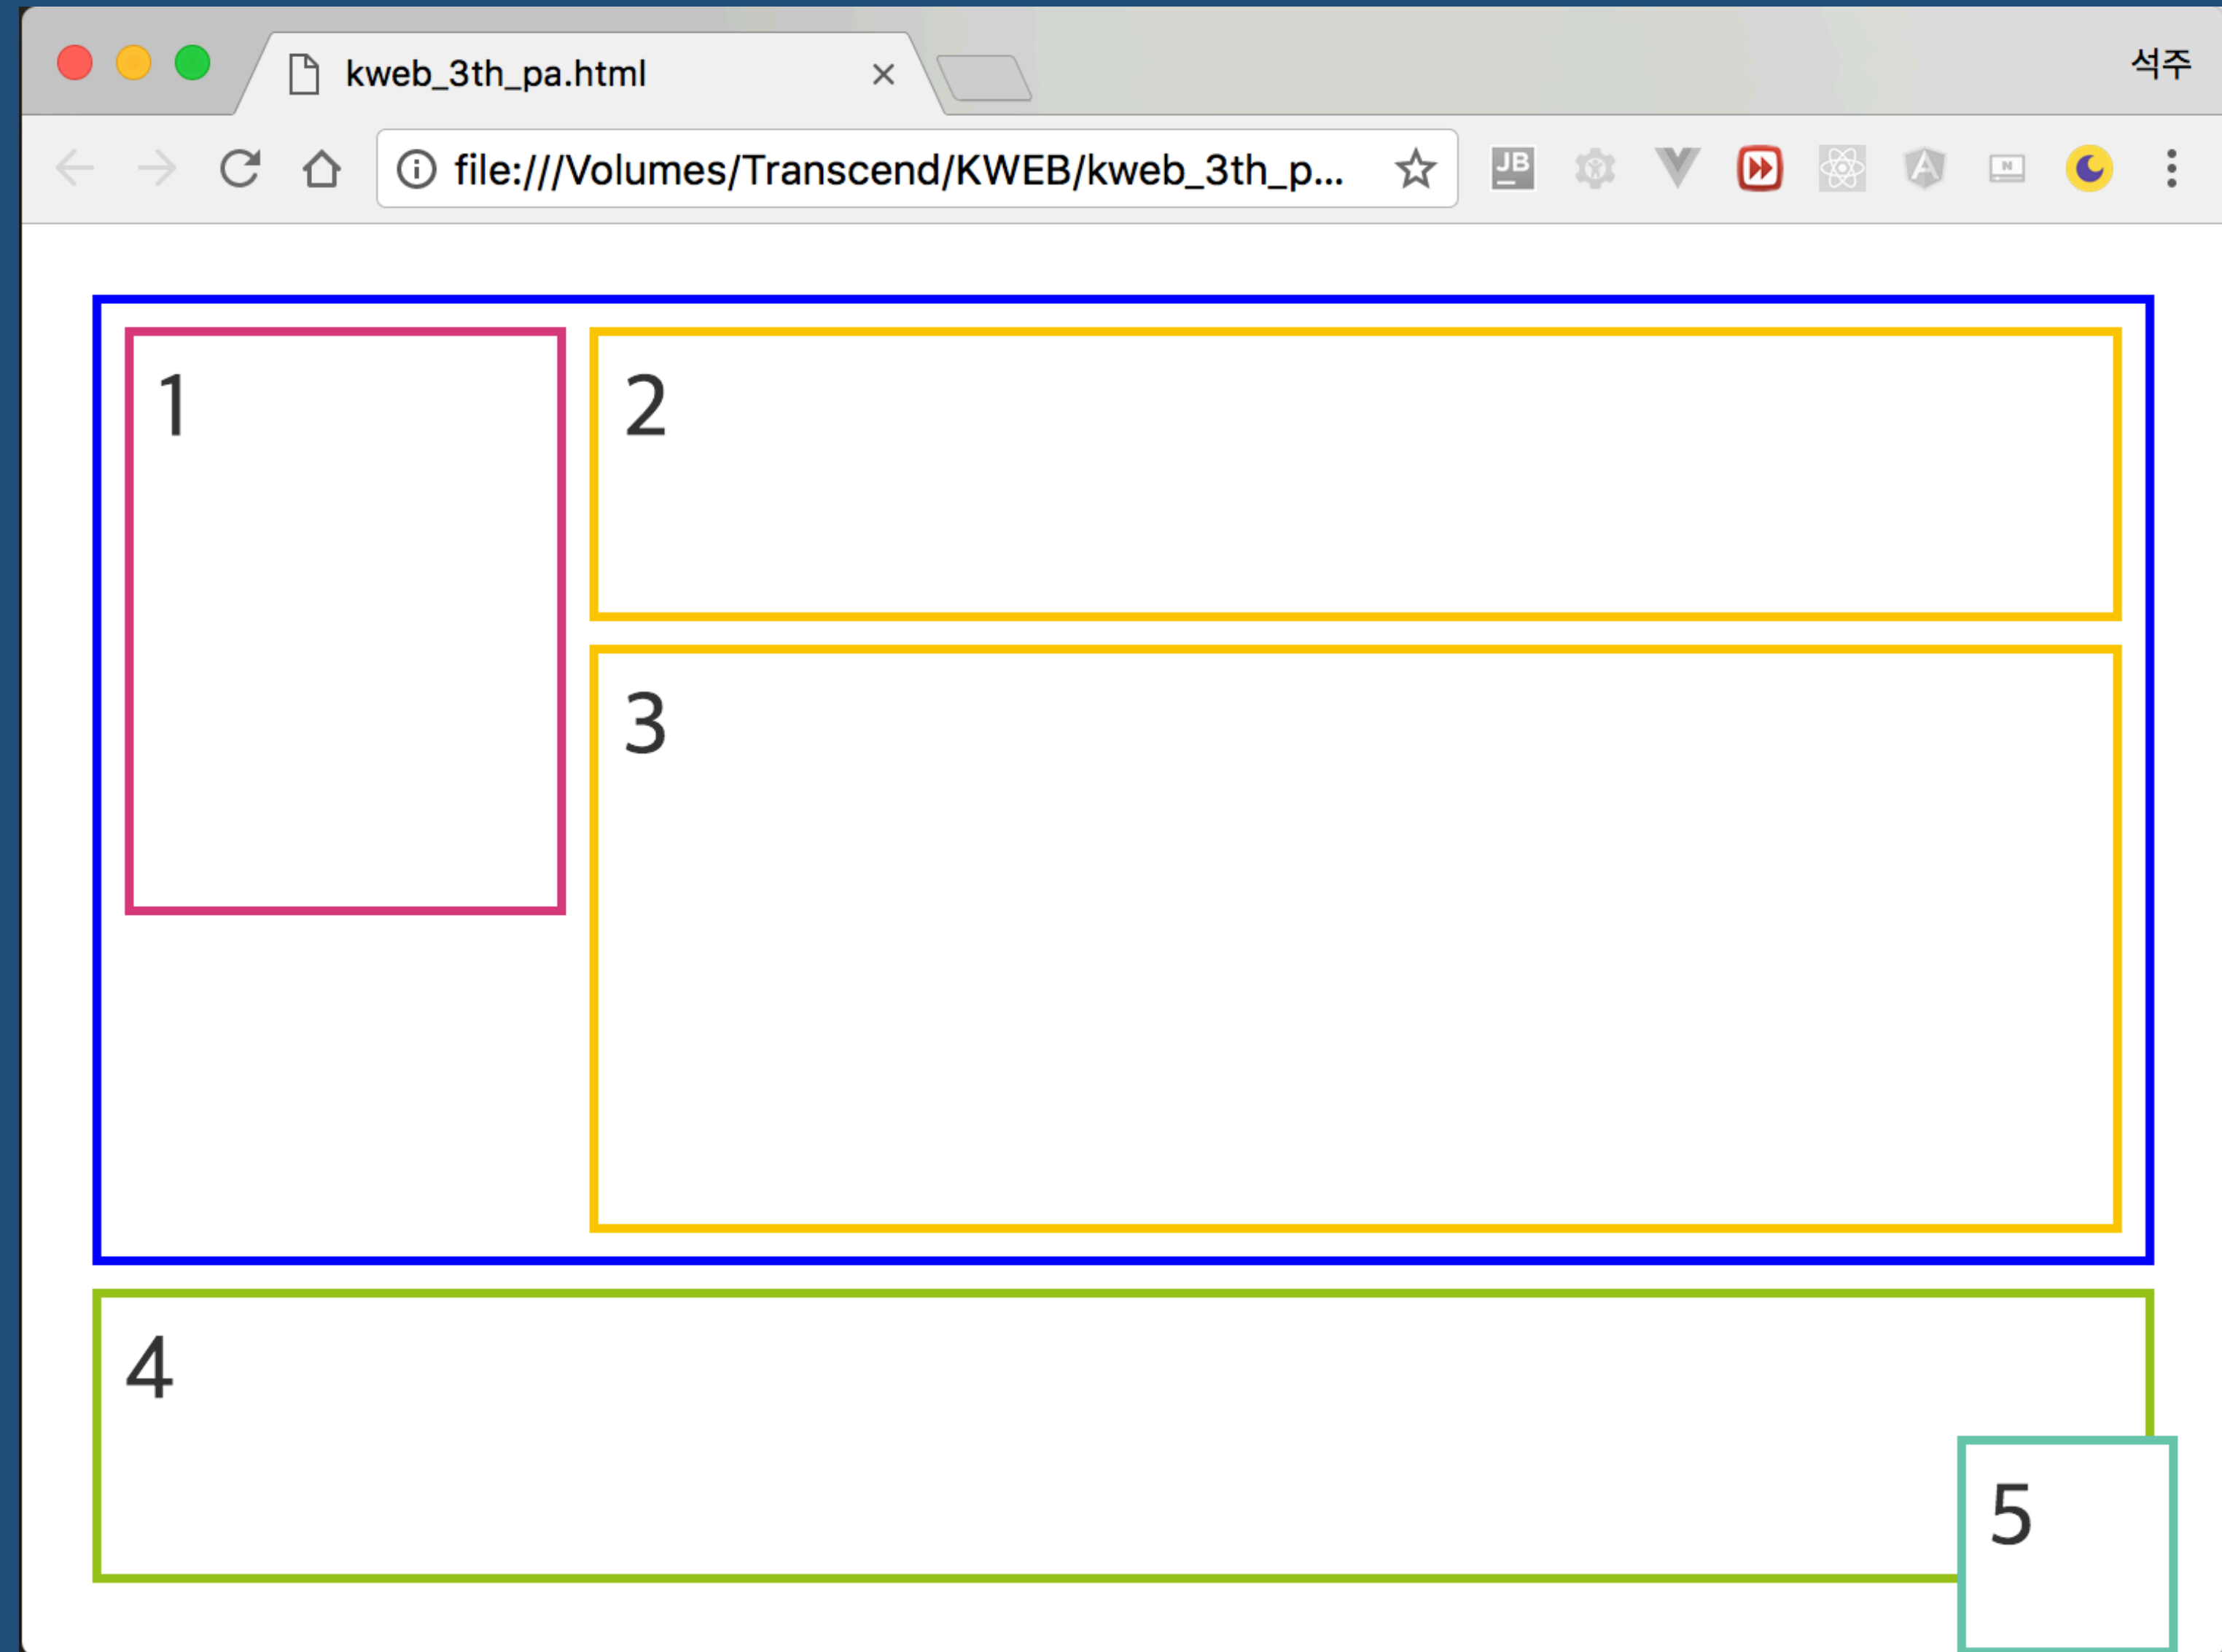 kweb_3th_pa.html
석주
file:///Volumes/Transcend/KWEB/kweb_3th_p...
JB
N
1
2
3
4
5